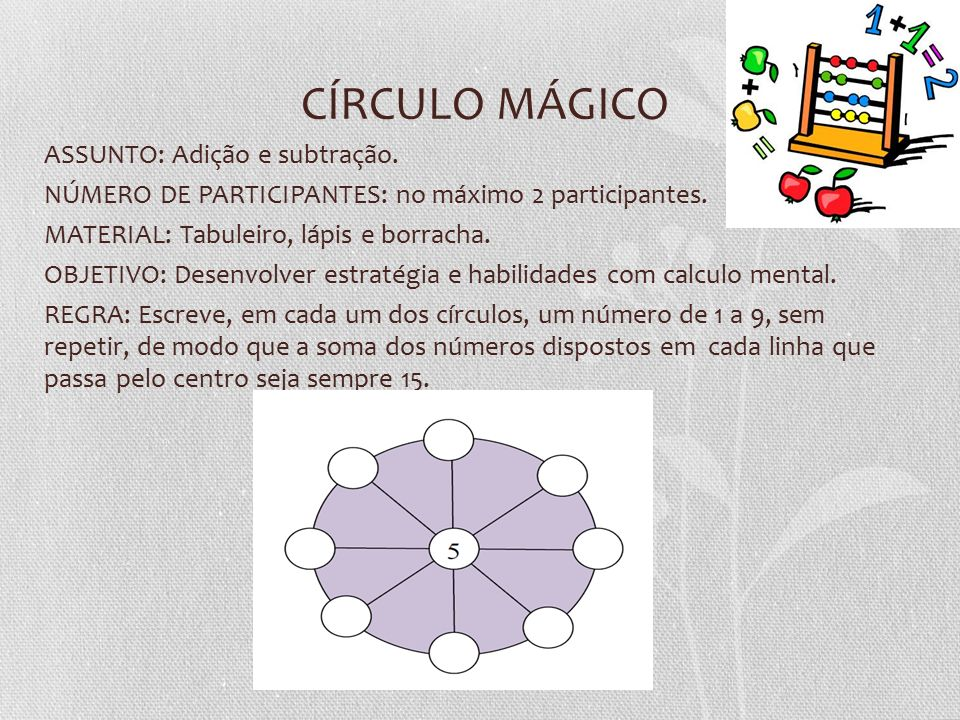 1+1=2
+
=
CÍRCULO MÁGICO
ASSUNTO: Adição e subtração.
NÚMERO DE PARTICIPANTES: no máximo 2 participantes.
MATERIAL: Tabuleiro, lápis e borracha.
OBJETIVO: Desenvolver estratégia e habilidades com calculo mental.
REGRA: Escreve, em cada um dos círculos, um número de 1 a 9, sem
repetir, de modo que a soma dos números dispostos em cada linha que
passa pelo centro seja sempre 15.
5